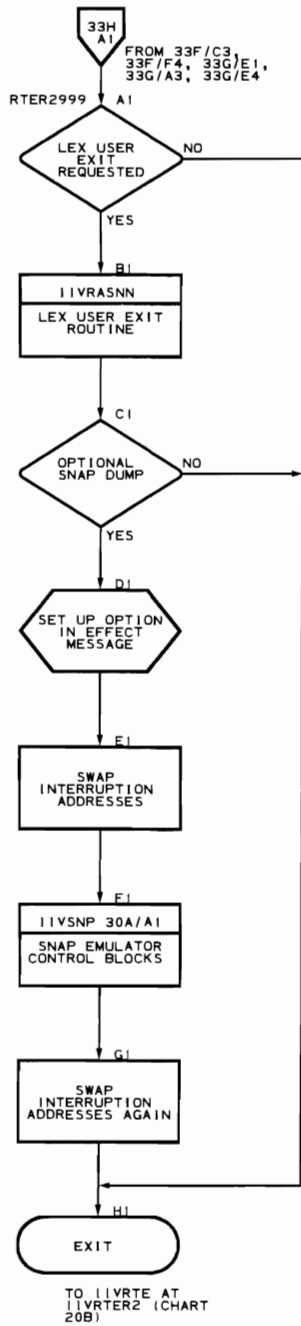 33H
A1
FROM 33F/C3,
33F/F4, 33G/E1,
33G/A3, 33G/E4
RTER2999 A1
LEX USER
EXIT
REQUESTED
NO
YES
B1
IIVRASNN
LEX USER EXIT
ROUTINE
C1
OPTIONAL
SNAP DUMP
NO
YES
D1
SET UP OPTION
IN EFFECT
MESSAGE
E1
SWAP
INTERRUPTION
ADDRESSES
F1
IIVSNP 30A/A1
SNAP EMULATOR
CONTROL BLOCKS
G1
SWAP
INTERRUPTION
ADDRESSES AGAIN
H1
EXIT
TO IIVRTE AT
IIVRTER2 (CHART
20B)